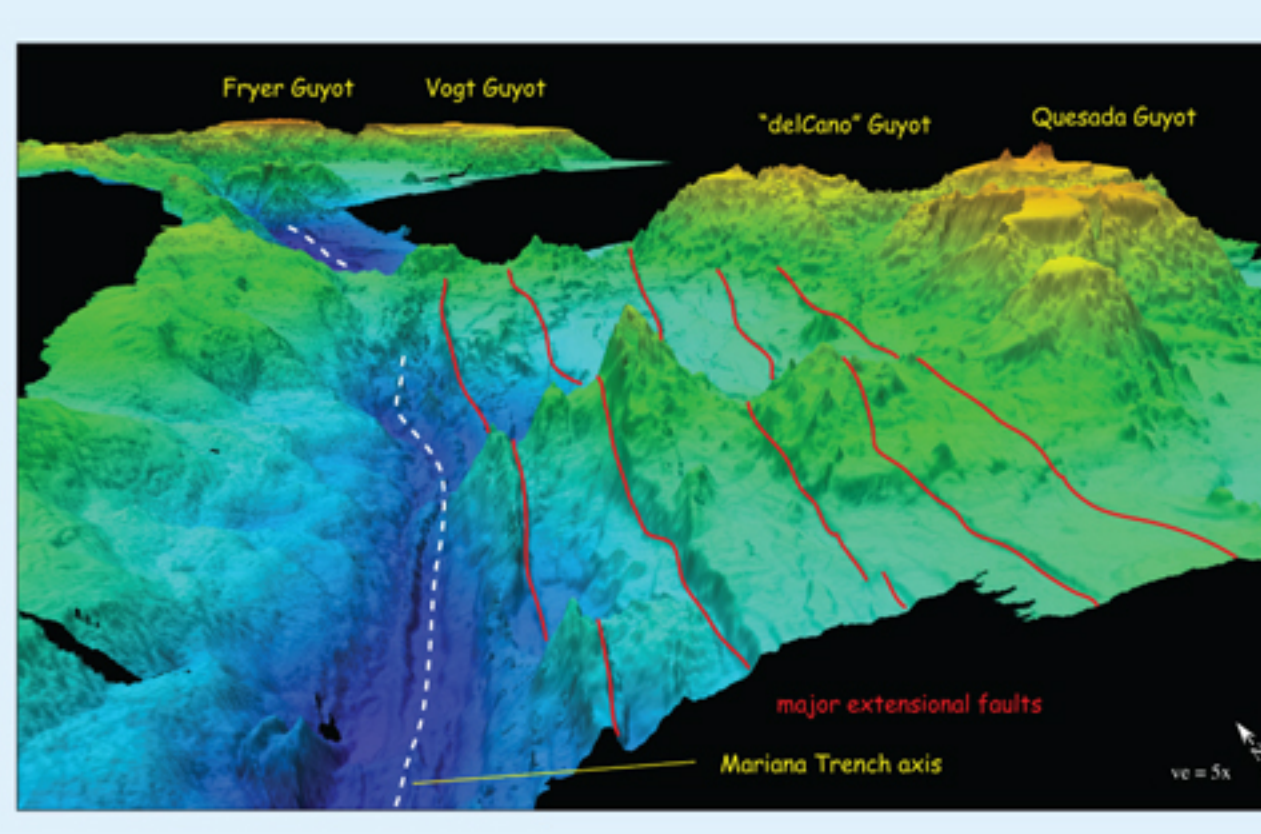 Fryer Guyot
Vogt Guyot
"delCano" Guyot
Quesada Guyot
major extensional faults
Mariana Trench axis
ve = 5x